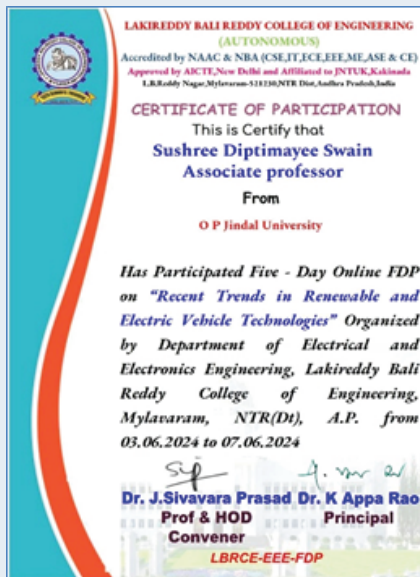 LAKIREDDY BALI REDDY COLLEGE OF ENGINEERING
(AUTONOMOUS)
Accredited by NAAC & NBA (CSE,IT,ECE,EEE,ME,ASE & CE)
Approved by AICTE,New Delhi and Affiliated to JNTUK,Kakinada
L.B.Reddy Nagar,Mylavaram-521230,NTR Dist,Andhra Pradesh,India
CERTIFICATE OF PARTICIPATION
This is Certify that
Sushree Diptimayee Swain
Associate professor
From
O P Jindal University
Has Participated Five - Day Online FDP
on "Recent Trends in Renewable and
Electric Vehicle Technologies" Organized
by Department of Electrical and
Electronics Engineering, Lakireddy Bali
Reddy College of Engineering,
Mylavaram, NTR(Dt), A.P. from
03.06.2024 to 07.06.2024
Dr. J.Sivavara Prasad Dr. K Appa Rao
Prof & HOD Principal
Convener
LBRCE-EEE-FDP